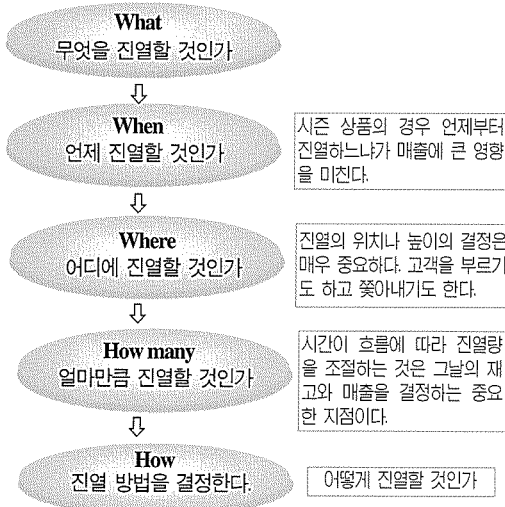 What
무엇을 진열할 것인가
When
언제 진열할 것인가
시즌 상품의 경우 언제부터
진열하느냐가 매출에 큰 영향
을 미친다.
Where
어디에 진열할 것인가
진열의 위치나 높이의 결정은
매우 중요하다. 고객을 부르기
도 하고 쫓아내기도 한다.
How many
얼마만큼 진열할 것인가
시간이 흐름에 따라 진열량
을 조절하는 것은 그날의 재
고와 매출을 결정하는 중요
한 지점이다.
How
진열 방법을 결정한다.
어떻게 진열할 것인가